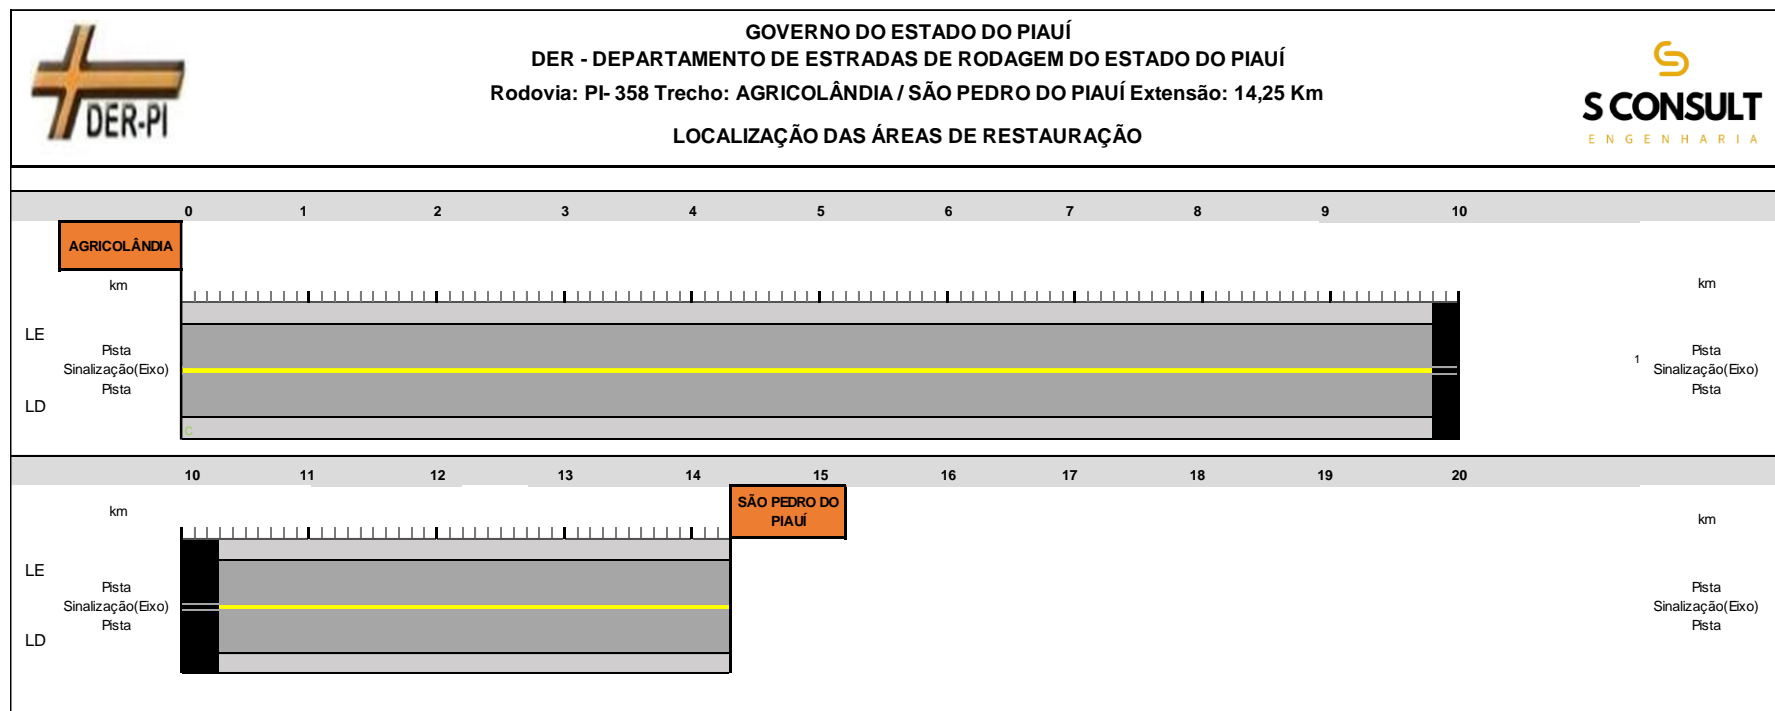 GOVERNO DO ESTADO DO PIAUÍ
DER - DEPARTAMENTO DE ESTRADAS DE RODAGEM DO ESTADO DO PIAUÍ
Rodovia: PI- 358 Trecho: AGRICOLÂNDIA / SÃO PEDRO DO PIAUÍ Extensão: 14,25 Km
LOCALIZAÇÃO DAS ÁREAS DE RESTAURAÇÃO
DER-PI
S CONSULT
ENGENHARIA
0 1 2 3 4 5 6 7 8 9 10
AGRICOLÂNDIA
km km
LE
Pista Pista
Sinalização(Eixo) 1 Sinalização(Eixo)
Pista Pista
LD
C
10 11 12 13 14 15 16 17 18 19 20
SÃO PEDRO DO
PIAUÍ
km km
LE
Pista Pista
Sinalização(Eixo) Sinalização(Eixo)
Pista Pista
LD